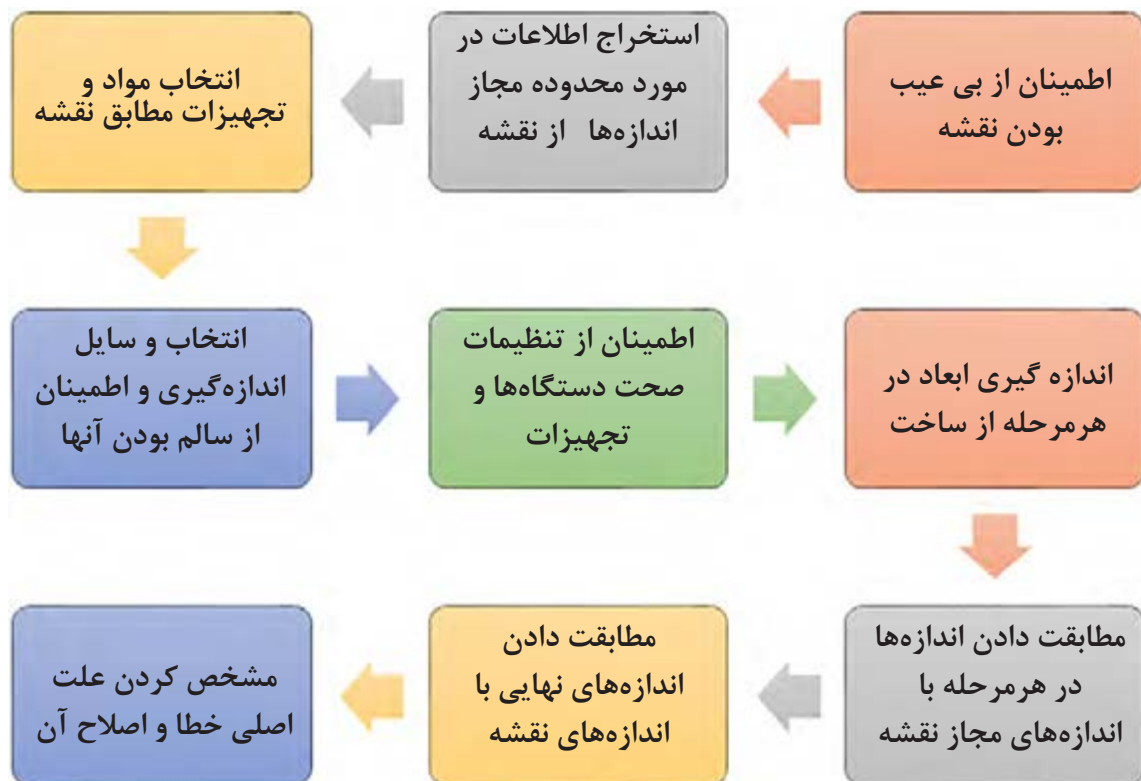 اطمینان از بی عیب
بودن نقشه
استخراج اطلاعات در
مورد محدوده مجاز
اندازه‌ها از نقشه
انتخاب مواد و
تجهیزات مطابق نقشه
انتخاب و سایل
اندازه‌گیری و اطمینان
از سالم بودن آنها
اطمینان از تنظیمات
صحت دستگاه‌ها و
تجهیزات
اندازه گیری ابعاد در
هرمرحله از ساخت
مطابقت دادن اندازه‌ها
در هرمرحله با
اندازه‌های مجاز نقشه
مطابقت دادن
اندازه‌های نهایی با
اندازه‌های نقشه
مشخص کردن علت
اصلی خطا و اصلاح آن